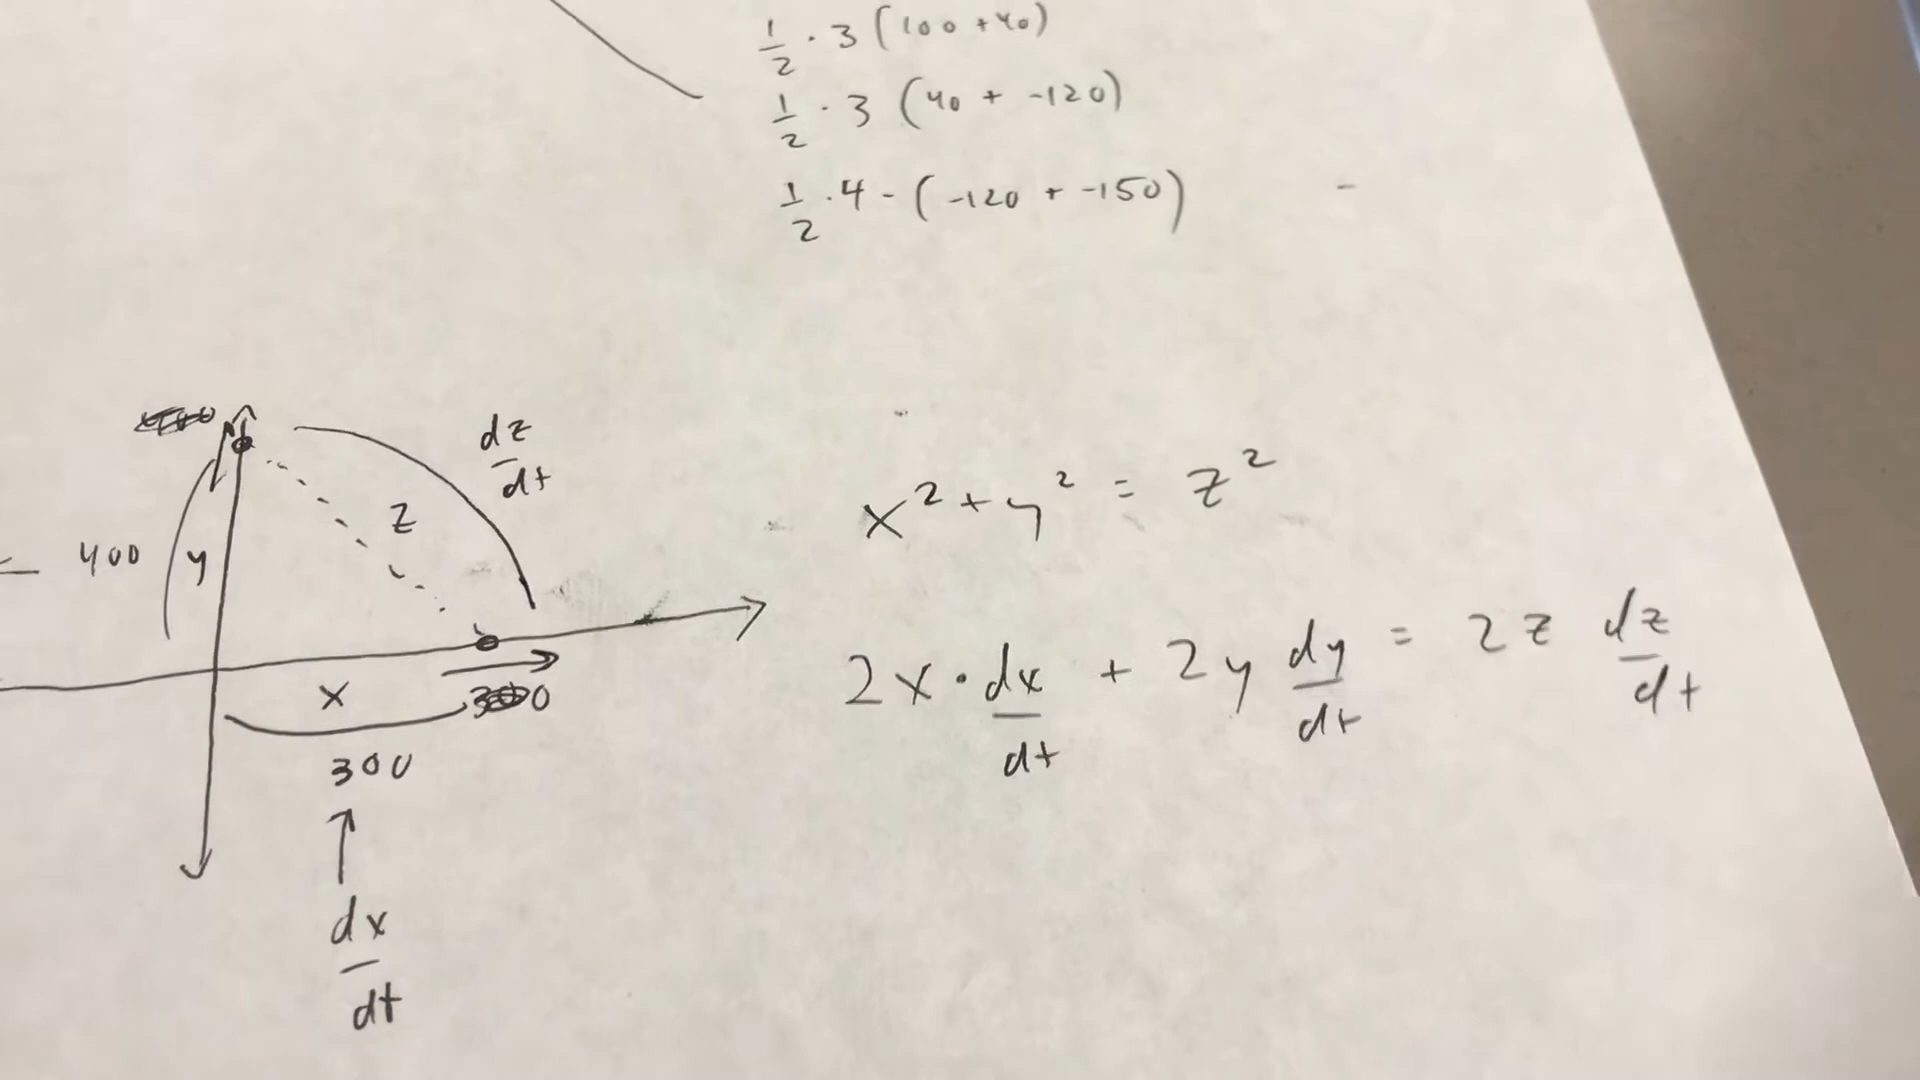 1/2 · 3 (100 + 40)
1/2 · 3 (40 + -120)
1/2 · 4 - (-120 + -150)
dz/dt
z
400
y
x
300
dx/dt
x² + y² = z²
2x · dx/dt + 2y dy/dt = 2z dz/dt